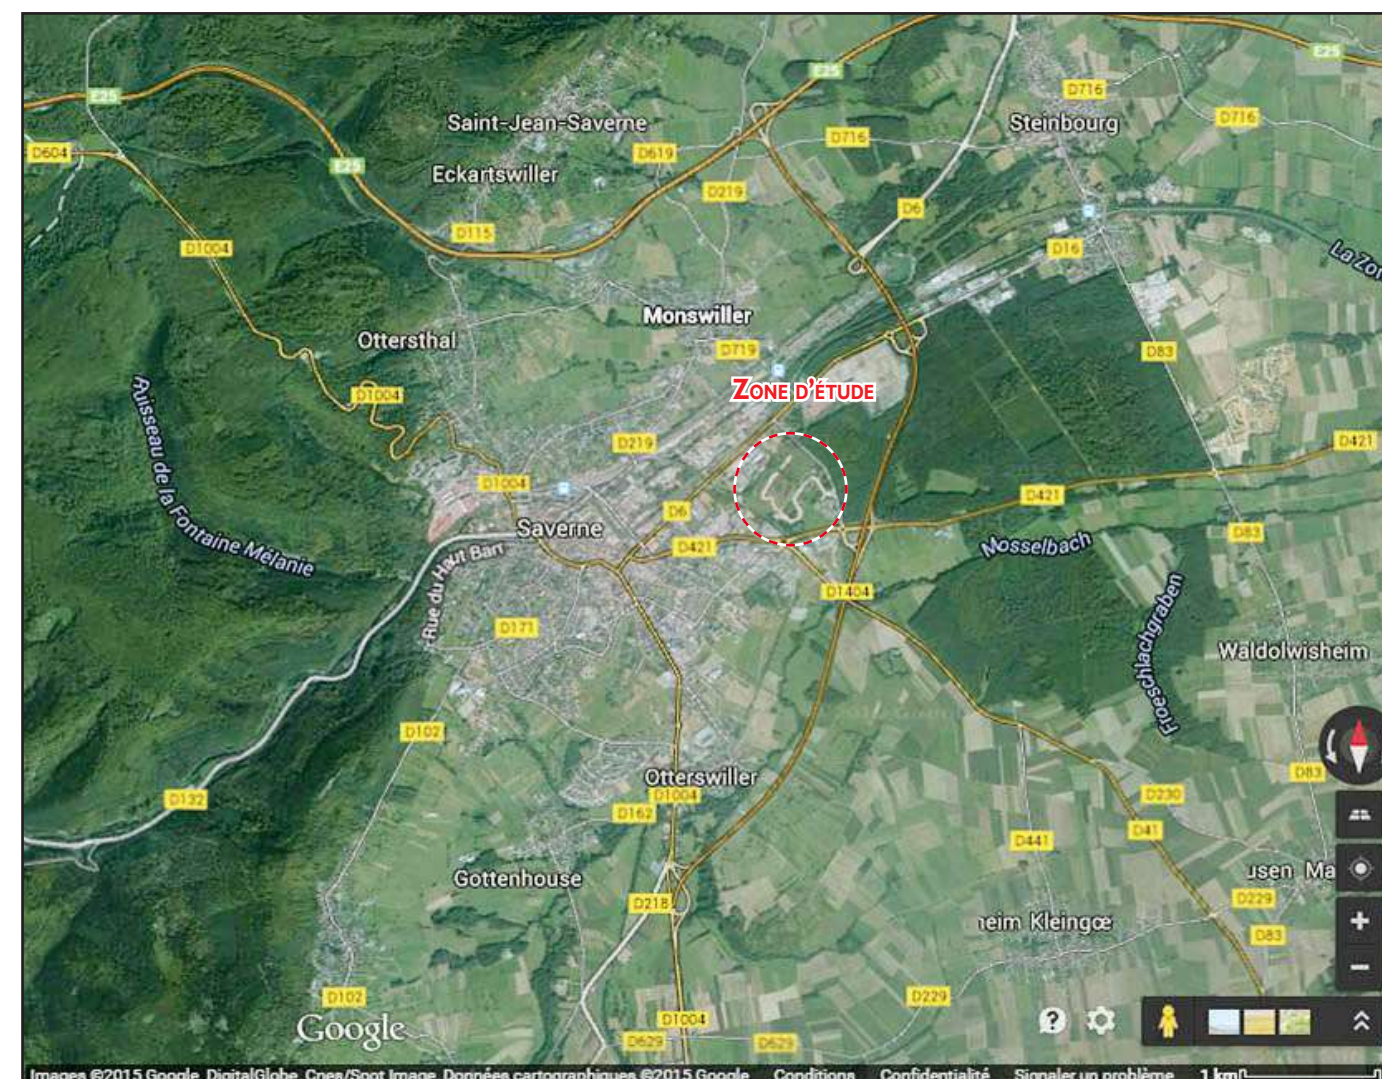 E25
E25
E25
Saint-Jean-Saverne
Steinbourg
D716
D716
D716
D604
D619
E25
Eckartswiller
D219
D6
D115
D1004
D16
Monswiller
Ottersthal
D719
D83
ZONE D'ÉTUDE
D1004
Ruisseau de la Fontaine Mélanie
D219
D421
D1004
D421
D6
Saverne
D421
D83
Mosselbach
Rue du Haut Barr
D1404
Floeschlachgraben
D171
Waldolwisheim
D102
Otterswiller
D83
D132
D1004
D230
D162
D41
D441
Gottenhouse
usen Ma
D218
D229
heim Kleingœ
D83
D102
D229
Google
D1004
D629
D629
Images ©2015 Google, DigitalGlobe, Cnes/Spot Image, Données cartographiques ©2015 Google Conditions Confidentialité Signaler un problème 1 km